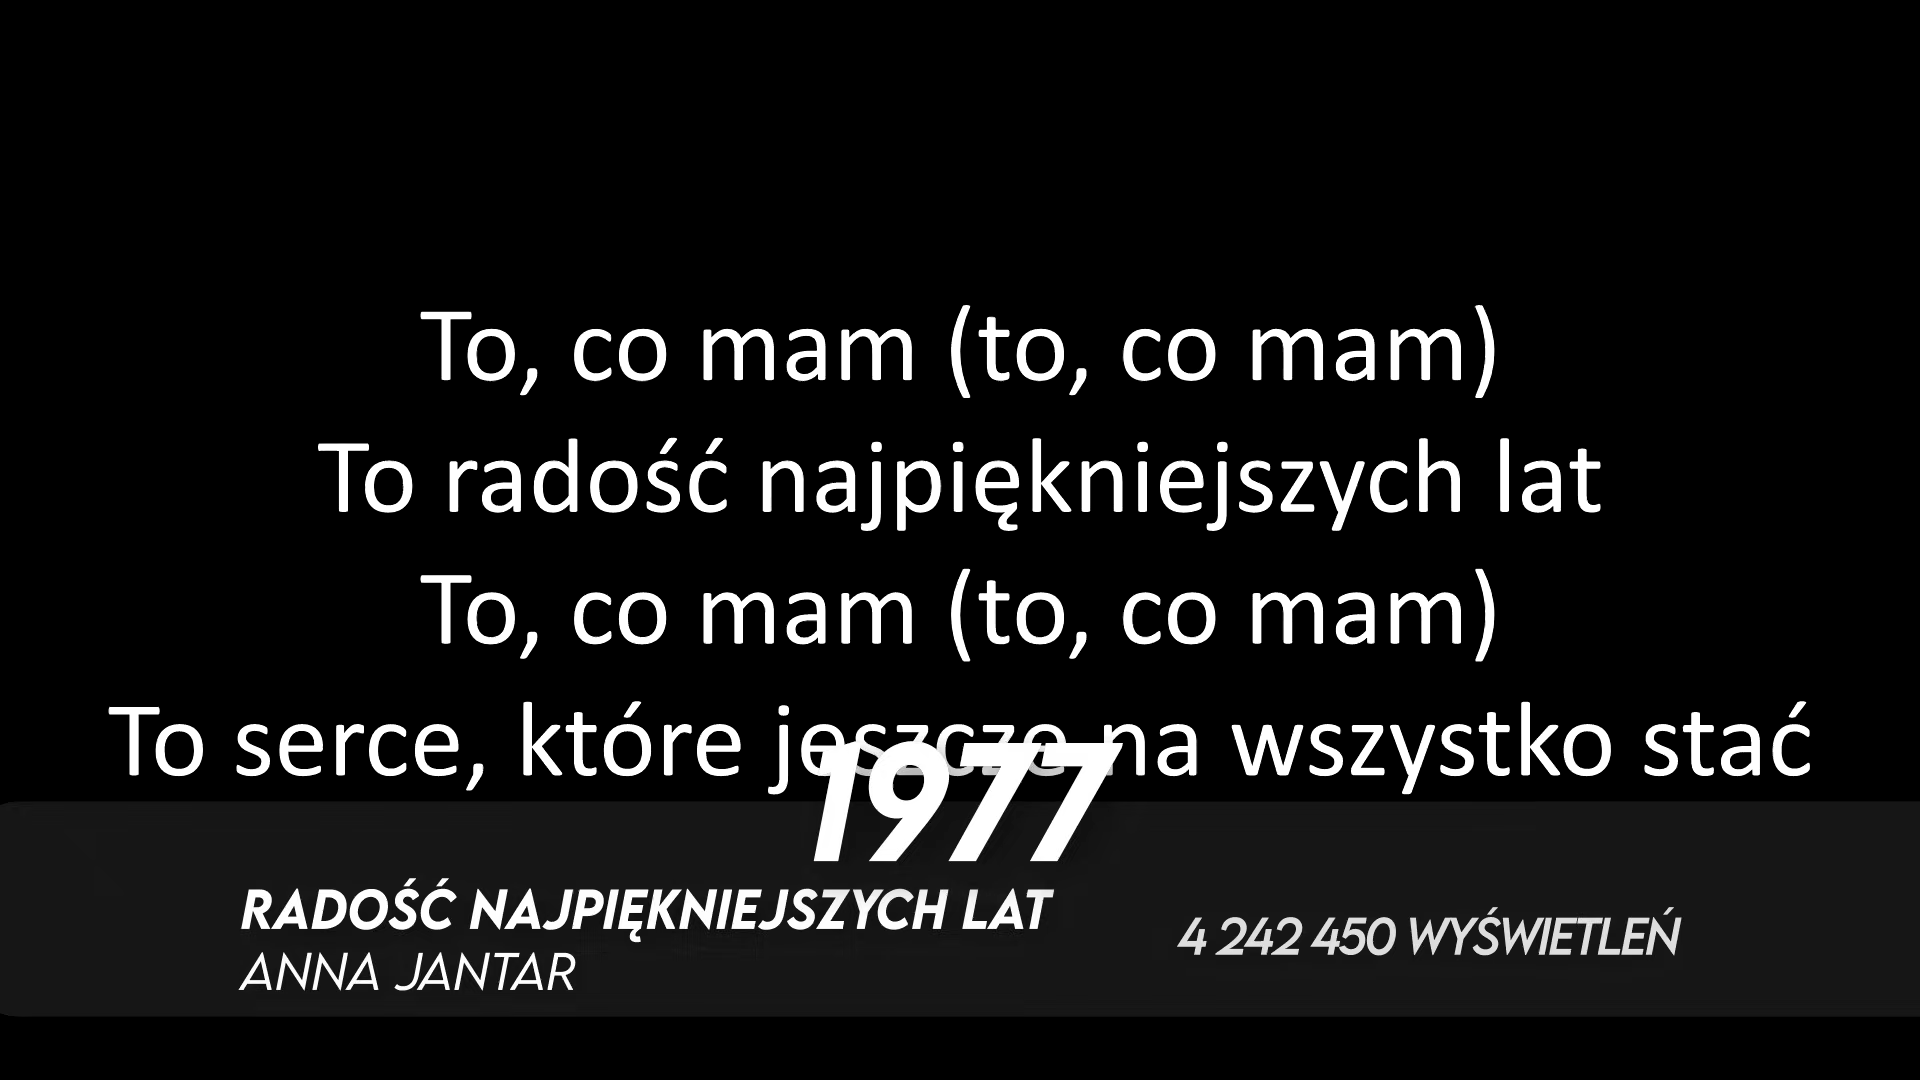 To, co mam (to, co mam)
To radość najpiękniejszych lat
To, co mam (to, co mam)
To serce, które jeszcze na wszystko stać
1977
RADOŚĆ NAJPIĘKNIEJSZYCH LAT
ANNA JANTAR
4 242 450 WYŚWIETLEŃ